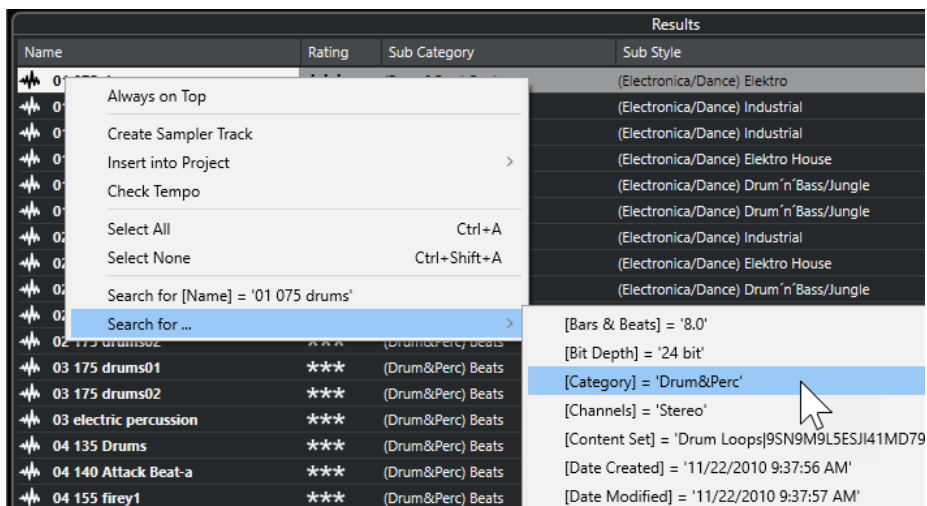 Results
Name Rating Sub Category Sub Style
(Electronica/Dance) Elektro
(Electronica/Dance) Industrial
(Electronica/Dance) Industrial
(Electronica/Dance) Elektro House
(Electronica/Dance) Drum´n´Bass/Jungle
(Electronica/Dance) Drum´n´Bass/Jungle
(Electronica/Dance) Industrial
(Electronica/Dance) Elektro House
(Electronica/Dance) Drum´n´Bass/Jungle
Always on Top
Create Sampler Track
Insert into Project >
Check Tempo
Select All Ctrl+A
Select None Ctrl+Shift+A
Search for [Name] = '01 075 drums'
Search for ... >
[Bars & Beats] = '8.0'
[Bit Depth] = '24 bit'
[Category] = 'Drum&Perc'
[Channels] = 'Stereo'
[Content Set] = 'Drum Loops|9SN9M9L5ESJI41MD79
[Date Created] = '11/22/2010 9:37:56 AM'
[Date Modified] = '11/22/2010 9:37:57 AM'
02 175 drums02 *** (Drum&Perc) Beats
03 175 drums01 *** (Drum&Perc) Beats
03 175 drums02 *** (Drum&Perc) Beats
03 electric percussion *** (Drum&Perc) Beats
04 135 Drums *** (Drum&Perc) Beats
04 140 Attack Beat-a *** (Drum&Perc) Beats
04 155 firey1 *** (Drum&Perc) Beats